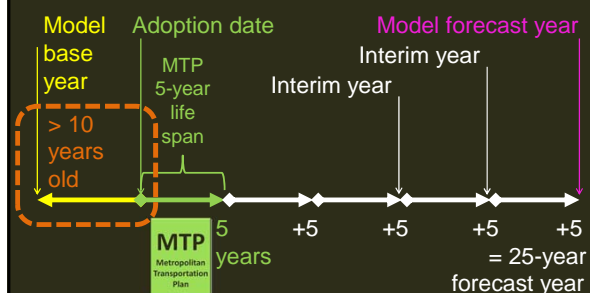 Model
base
year
Adoption date
Model forecast year
Interim year
Interim year
MTP
5-year
life
span
> 10
years
old
MTP
Metropolitan
Transportation
Plan
5
years
+5
+5
+5
+5
= 25-year
forecast year